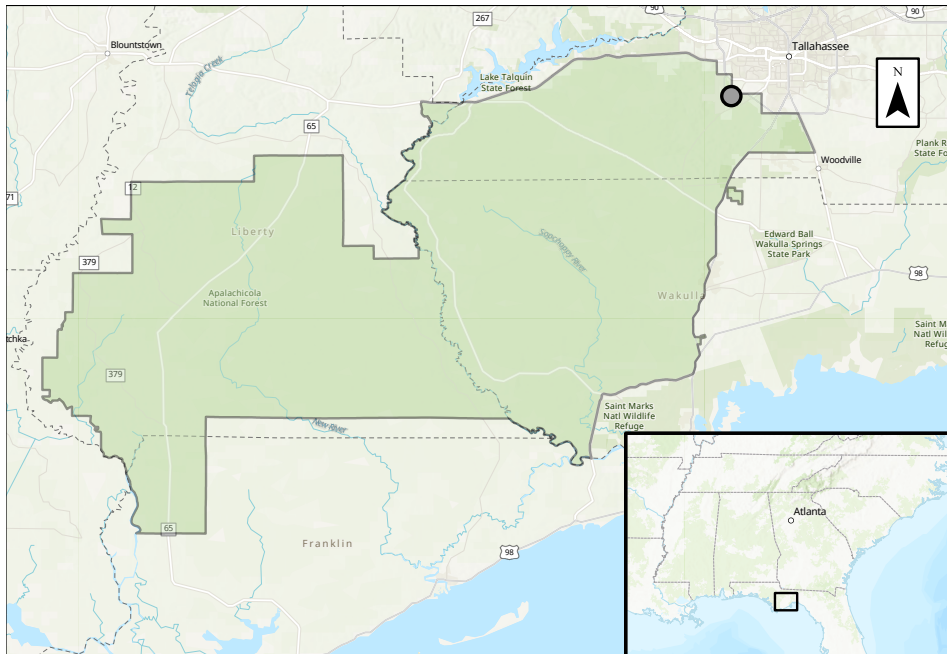 90
267
90
Blountstown
Tallahassee
Lake Talquin
State Forest
Telogia Creek
N
65
Plank R
State Fo
Woodville
12
71
Liberty
Sopchoppy River
Edward Ball
Wakulla Springs
State Park
379
98
Apalachicola
National Forest
Wakulla
tchka
Saint M
Natl Wil
Refug
379
Saint Marks
Natl Wildlife
Refuge
New River
Atlanta
65
Franklin
98